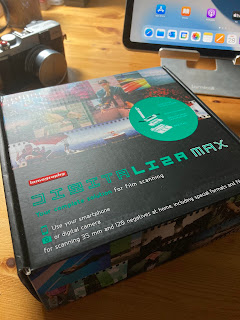 lomography
DIGITALIZA MAX
for film scanning
Use your smartphone
or digital camera
for scanning 35 mm and 120 negatives at home, including special formats and